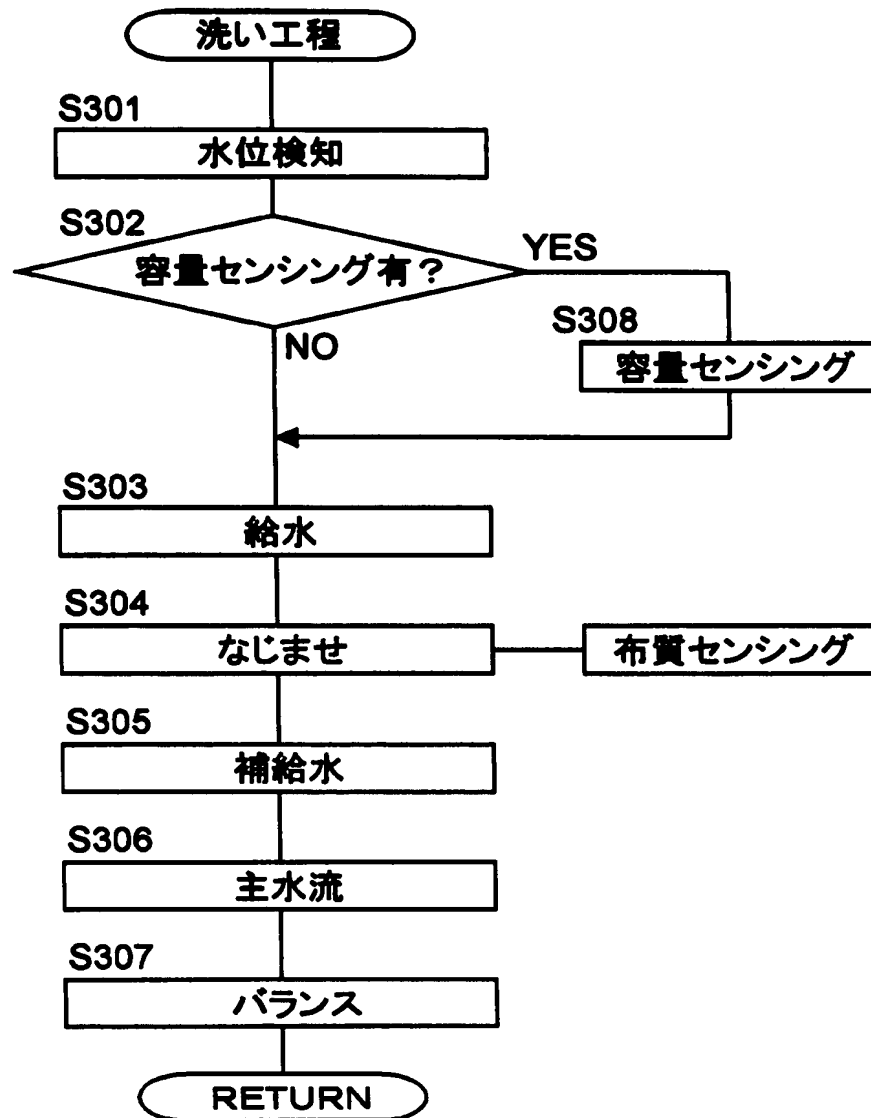 洗い工程
S301
水位検知
S302
容量センシング有？
YES
NO
S308
容量センシング
S303
給水
S304
なじませ
布質センシング
S305
補給水
S306
主水流
S307
バランス
RETURN